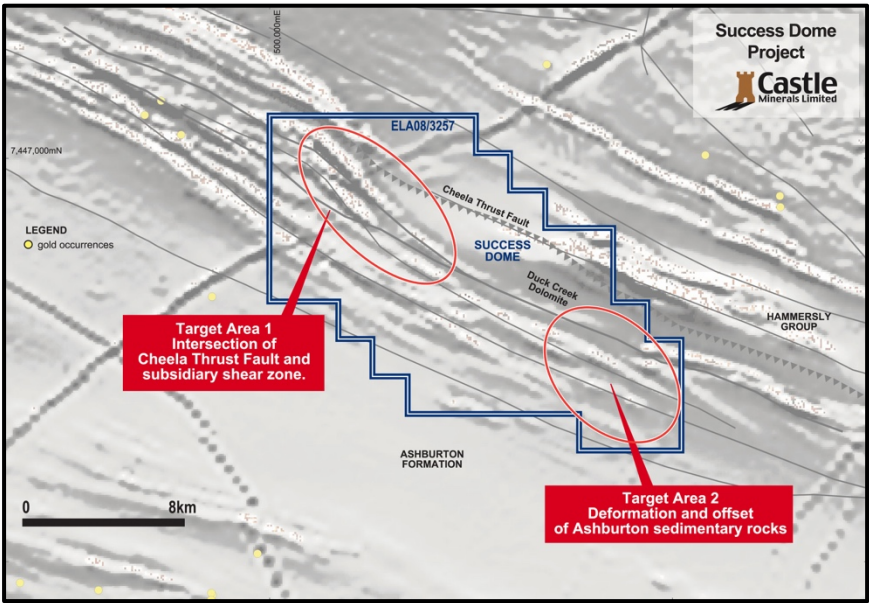 Success Dome
Project
Castle
Minerals Limited
500,000mE
ELA08/3257
7,447,000mN
Cheela Thrust Fault
LEGEND
gold occurrences
SUCCESS
DOME
Duck Creek
Dolomite
HAMMERSLY
GROUP
Target Area 1
Intersection of
Cheela Thrust Fault and
subsidiary shear zone.
ASHBURTON
FORMATION
0 8km
Target Area 2
Deformation and offset
of Ashburton sedimentary rocks